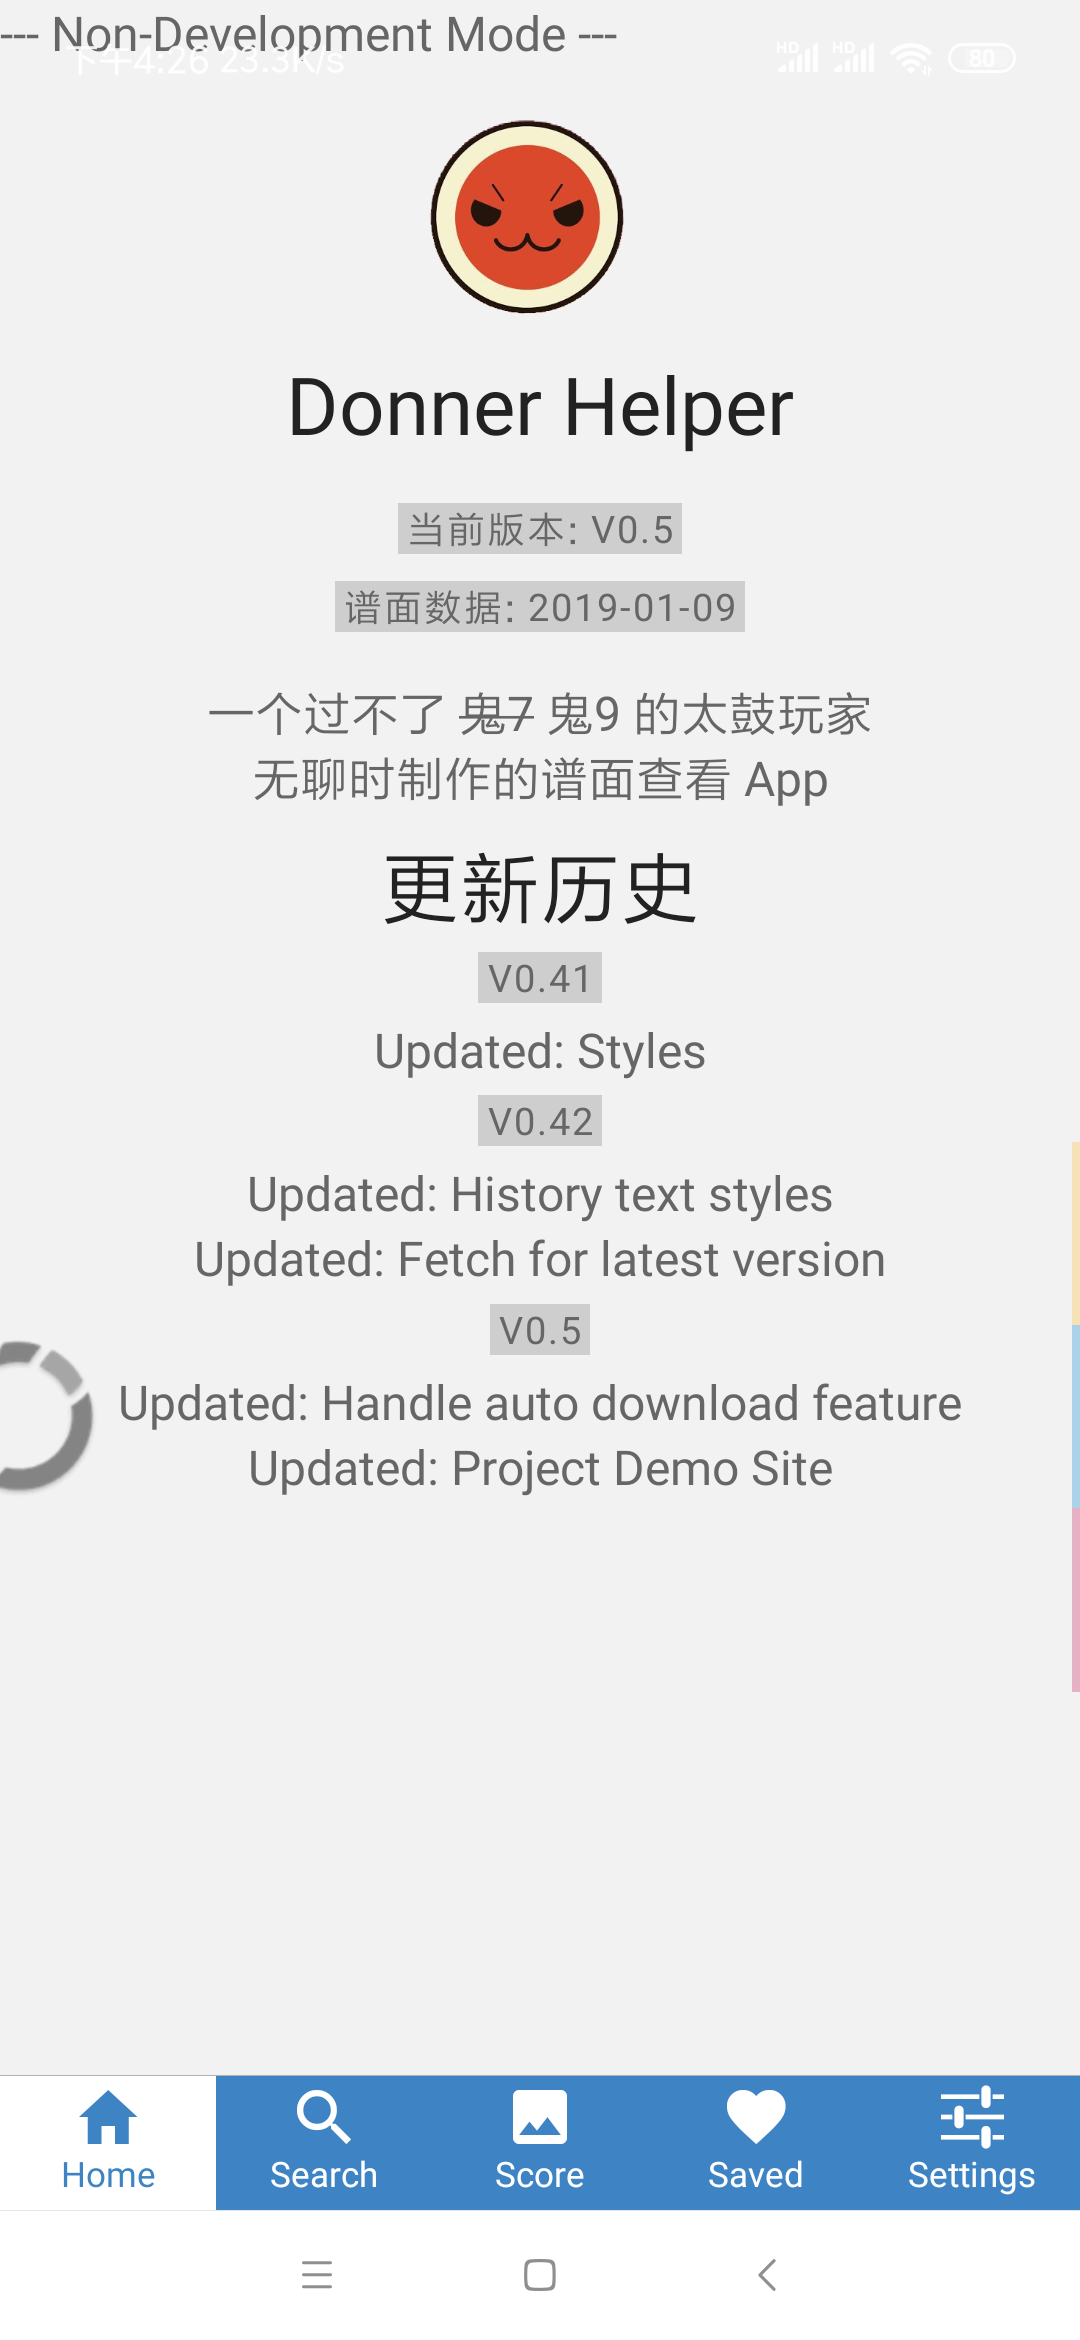 --- Non-Development Mode ---
下午4:26 23.3K/s
HD HD 80
Donner Helper
当前版本: V0.5
谱面数据: 2019-01-09
一个过不了 鬼7 鬼9 的太鼓玩家
无聊时制作的谱面查看 App
更新历史
V0.41
Updated: Styles
V0.42
Updated: History text styles
Updated: Fetch for latest version
V0.5
Updated: Handle auto download feature
Updated: Project Demo Site
Home Search Score Saved Settings